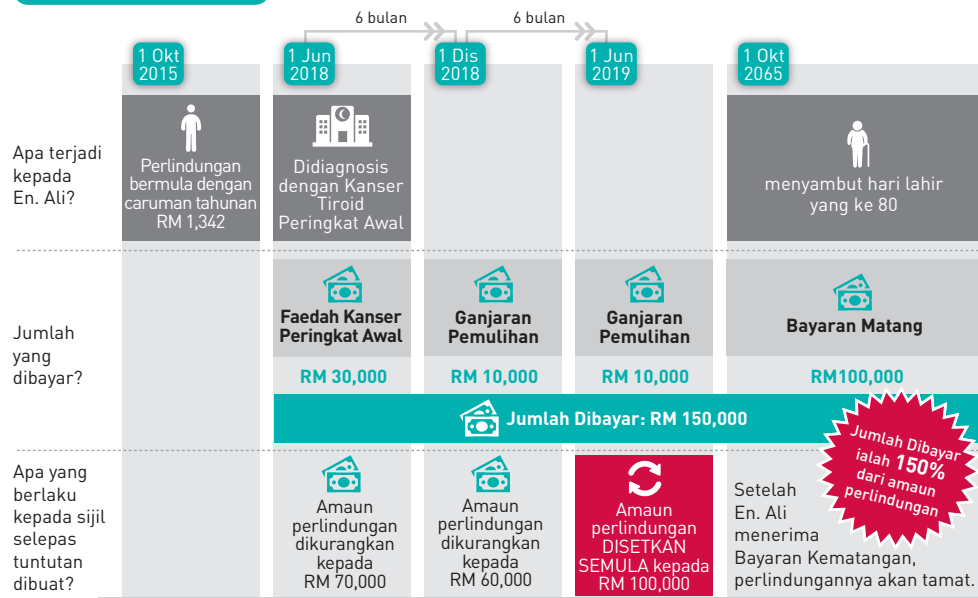 6 bulan
6 bulan
1 Okt
2015
1 Jun
2018
1 Dis
2018
1 Jun
2019
1 Okt
2065
Apa terjadi
kepada
En. Ali?
Perlindungan
bermula dengan
caruman tahunan
RM 1,342
Didiagnosis
dengan Kanser
Tiroid
Peringkat Awal
menyambut hari lahir
yang ke 80
Jumlah
yang
dibayar?
Faedah Kanser
Peringkat Awal
RM 30,000
Ganjaran
Pemulihan
RM 10,000
Ganjaran
Pemulihan
RM 10,000
Bayaran Matang
RM100,000
Jumlah Dibayar: RM 150,000
Jumlah Dibayar
ialah 150%
dari amaun
perlindungan
Apa yang
berlaku
kepada sijil
selepas
tuntutan
dibuat?
Amaun
perlindungan
dikurangkan
kepada
RM 70,000
Amaun
perlindungan
dikurangkan
kepada
RM 60,000
Amaun
perlindungan
DISETKAN
SEMULA kepada
RM 100,000
Setelah
En. Ali
menerima
Bayaran Kematangan,
perlindungannya akan tamat.